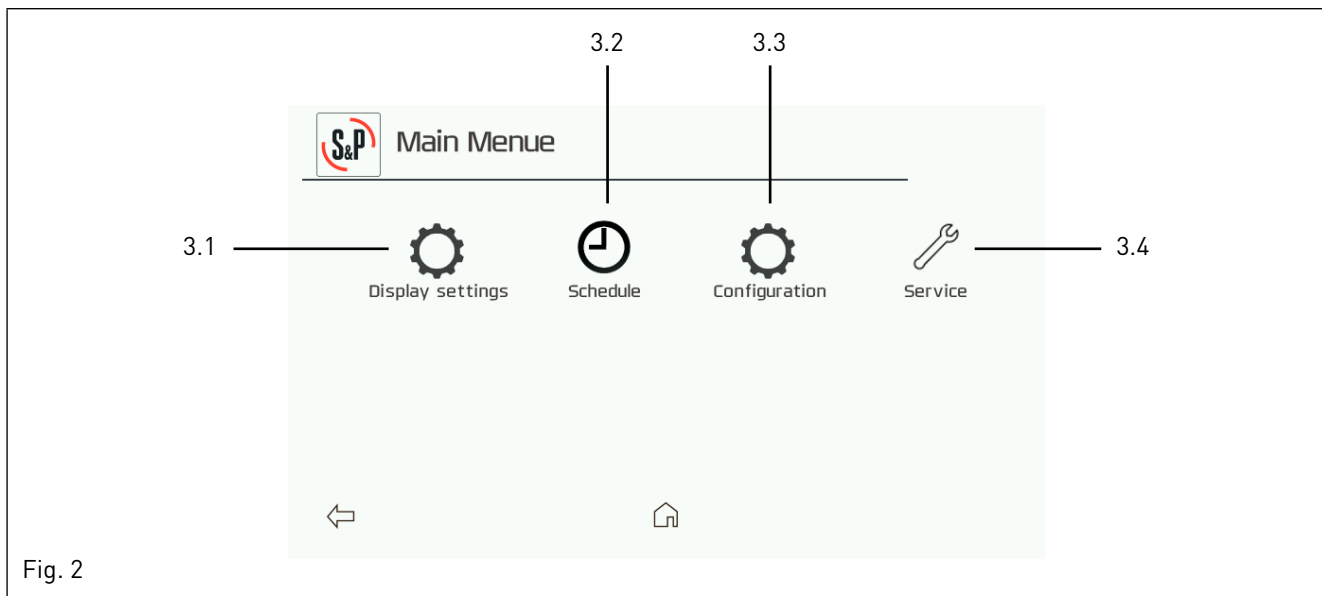 3.2 3.3
S&P Main Menue
3.1 3.4
Display settings Schedule Configuration Service
Fig. 2